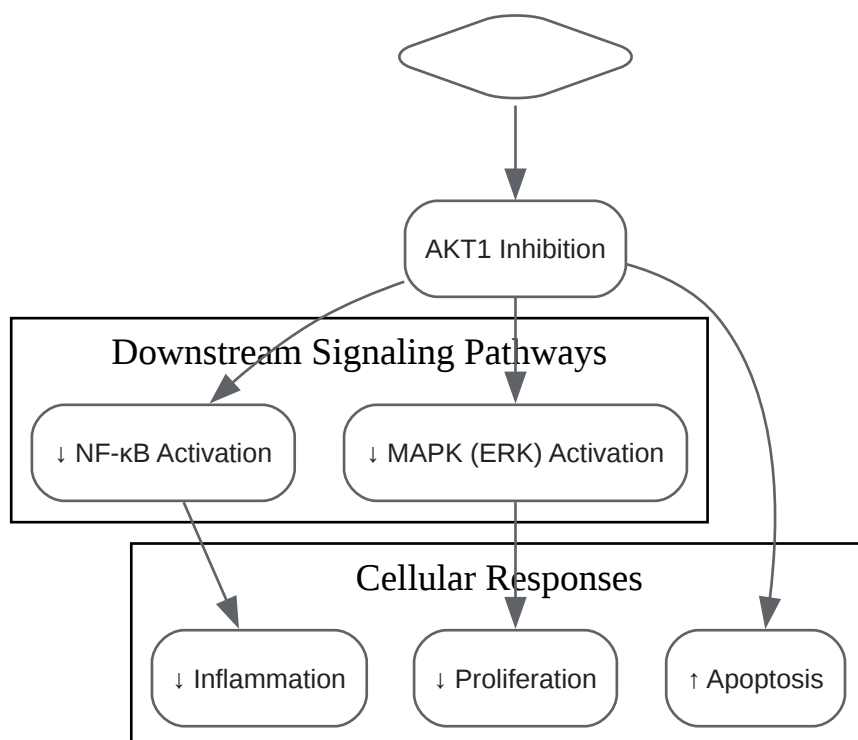 AKT1 Inhibition
Downstream Signaling Pathways
↓ NF-κB Activation
↓ MAPK (ERK) Activation
Cellular Responses
↓ Inflammation
↓ Proliferation
↑ Apoptosis